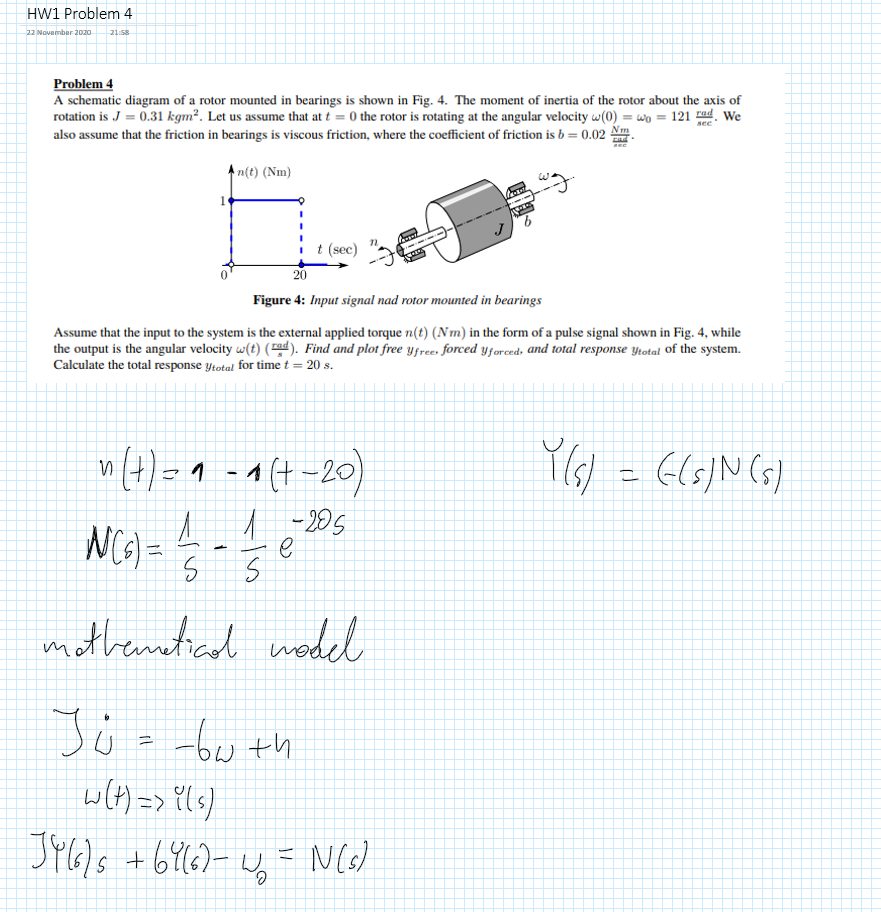 HW1 Problem 4
22 November 2020 21:58
Problem 4
A schematic diagram of a rotor mounted in bearings is shown in Fig. 4. The moment of inertia of the rotor about the axis of
rotation is J = 0.31 kgm². Let us assume that at t = 0 the rotor is rotating at the angular velocity ω(0) = ω₀ = 121 rad/sec. We
also assume that the friction in bearings is viscous friction, where the coefficient of friction is b = 0.02 Nm/(rad/sec).
n(t) (Nm)
1
t (sec)
0
20
n
J
b
ω
Figure 4: Input signal nad rotor mounted in bearings
Assume that the input to the system is the external applied torque n(t) (Nm) in the form of a pulse signal shown in Fig. 4, while
the output is the angular velocity ω(t) (rad/s). Find and plot free y_free, forced y_forced, and total response y_total of the system.
Calculate the total response y_total for time t = 20 s.
n(t) = 1 - 1(t-20)
Y(s) = G(s)N(s)
N(s) = 1/s - 1/s e^-20s
mathematical model
Jω̇ = -bω + n
ω(t) => Y(s)
JY(s)s + bY(s) - ω₀ = N(s)